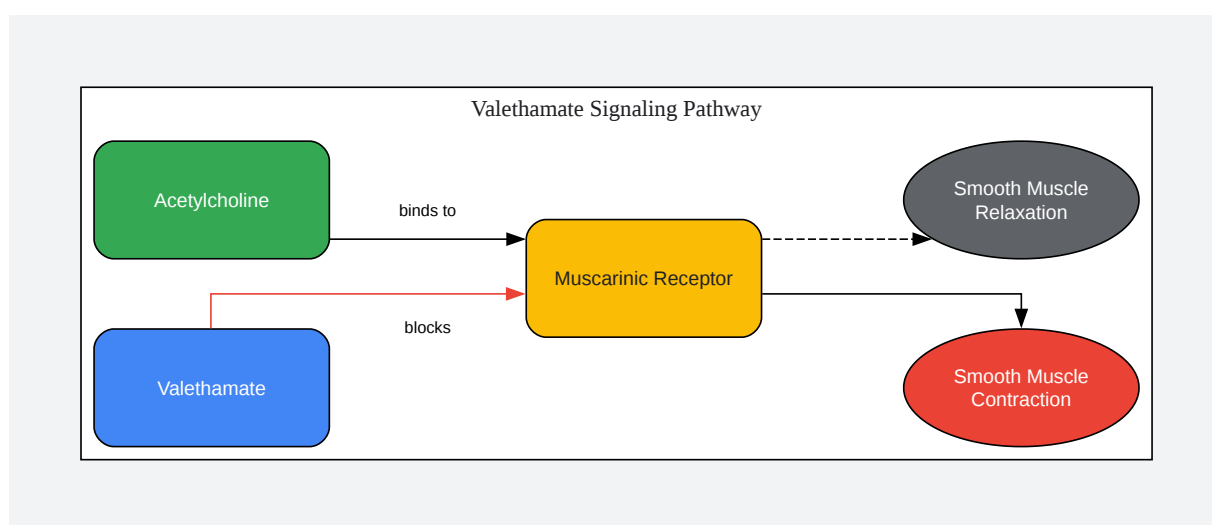 Valethamate Signaling Pathway
Acetylcholine
binds to
Smooth Muscle
Relaxation
Muscarinic Receptor
blocks
Valethamate
Smooth Muscle
Contraction